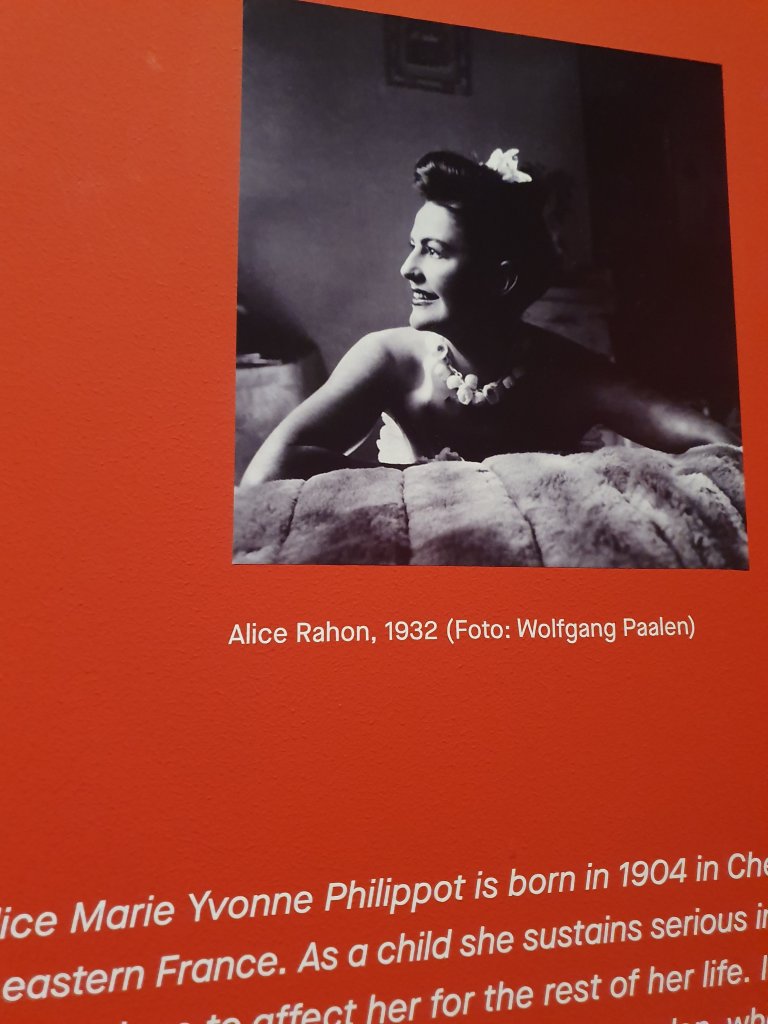 Alice Rahon, 1932 (Foto: Wolfgang Paalen)
Marie Yvonne Philippot is born in 1904 in
eastern France. As a child she sustains serious
to affect her for the rest of her life.